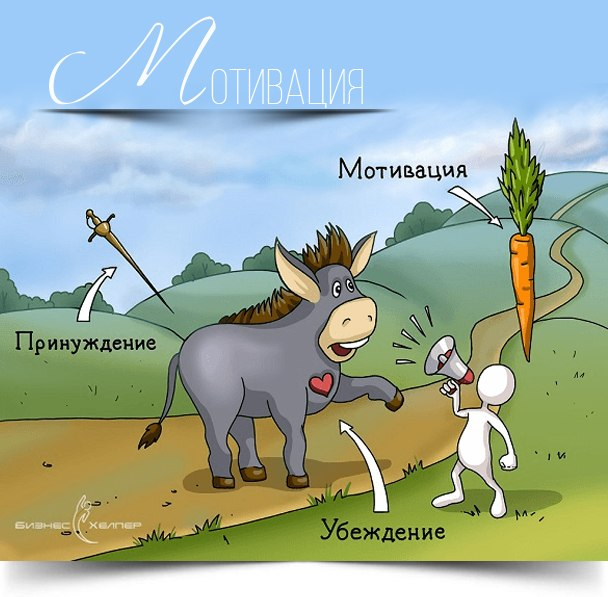 Мотивация
Мотивация
Принуждение
Убеждение
БИЗНЕС ХЕЛПЕР